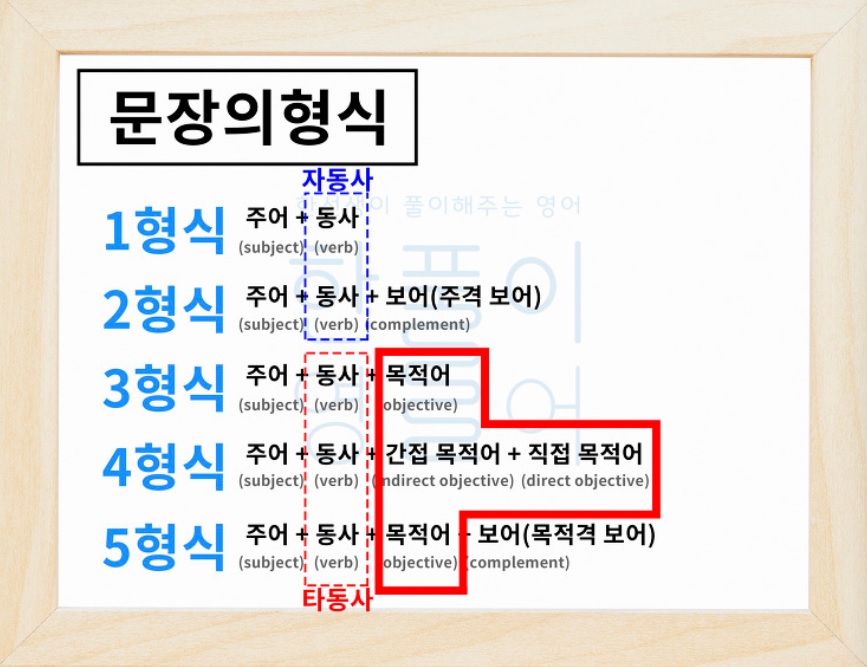 문장의형식
자동사
한선생이 풀이해주는 영어
한풀이
영어
1형식 주어 + 동사
(subject) (verb)
2형식 주어 + 동사 + 보어(주격 보어)
(subject) (verb) (complement)
3형식 주어 + 동사 + 목적어
(subject) (verb) (objective)
4형식 주어 + 동사 + 간접 목적어 + 직접 목적어
(subject) (verb) (indirect objective) (direct objective)
5형식 주어 + 동사 + 목적어 + 보어(목적격 보어)
(subject) (verb) (objective) (complement)
타동사